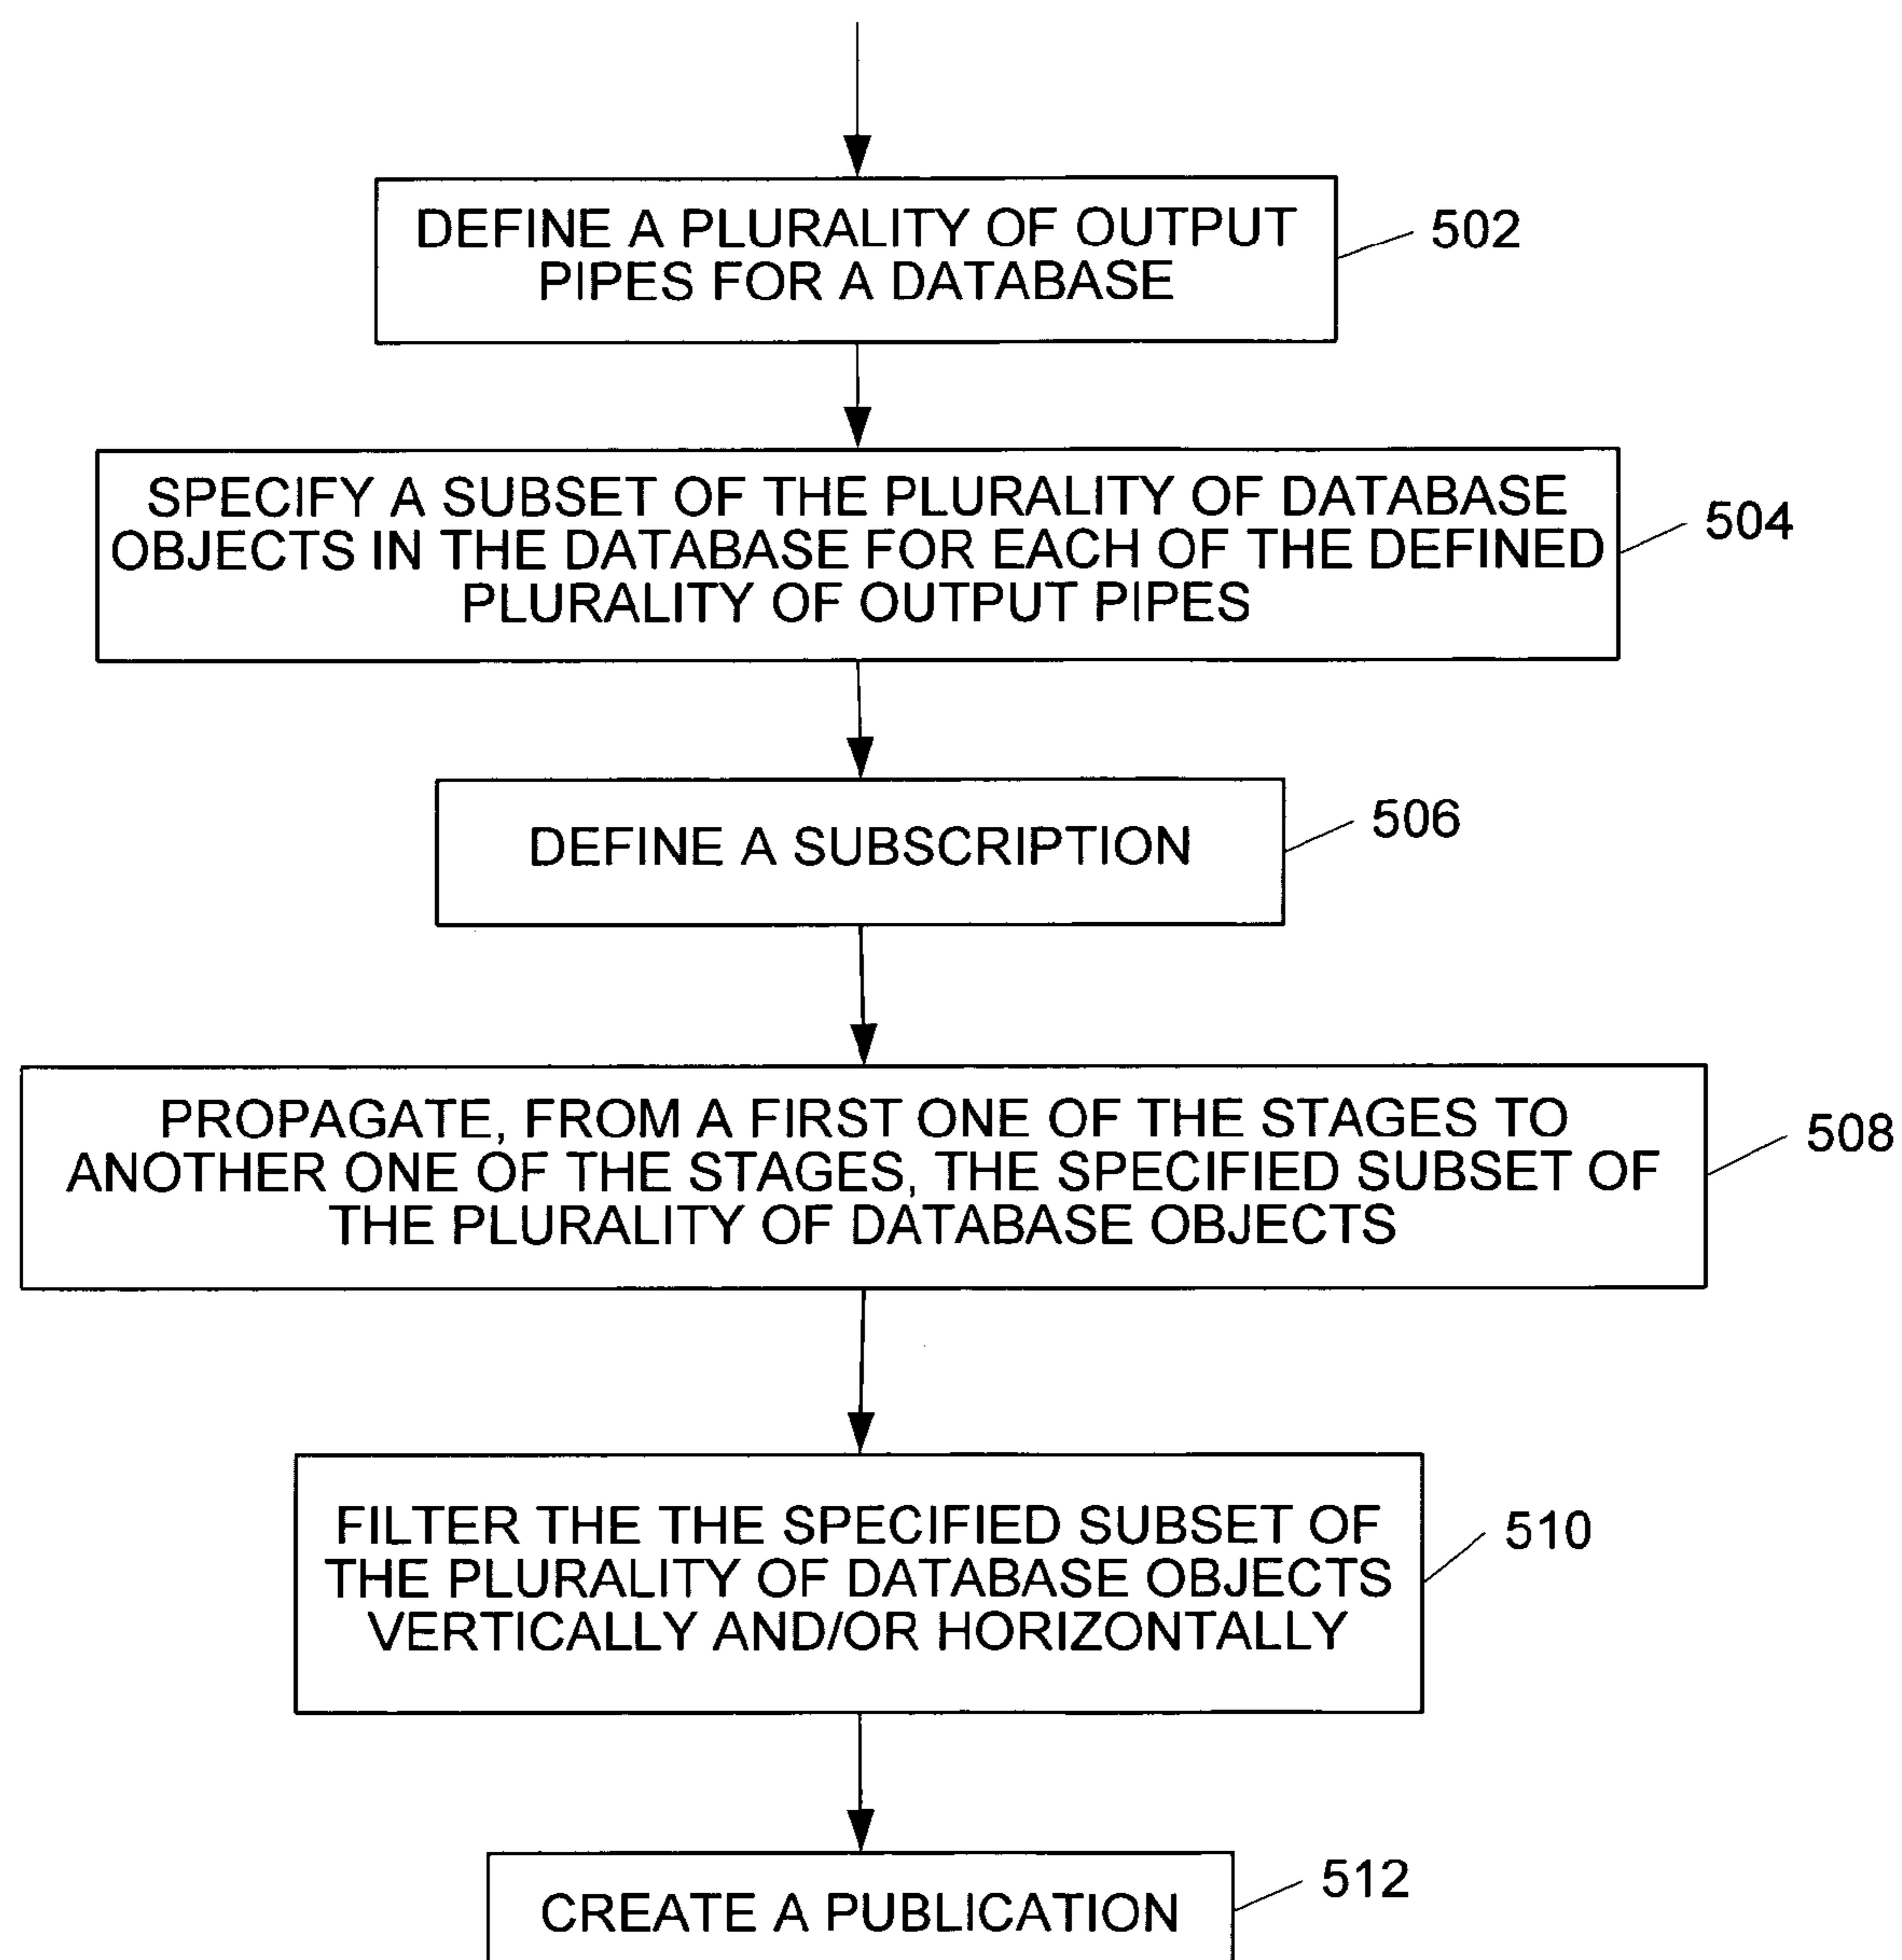 DEFINE A PLURALITY OF OUTPUT
PIPES FOR A DATABASE
502
SPECIFY A SUBSET OF THE PLURALITY OF DATABASE
OBJECTS IN THE DATABASE FOR EACH OF THE DEFINED
PLURALITY OF OUTPUT PIPES
504
DEFINE A SUBSCRIPTION
506
PROPAGATE, FROM A FIRST ONE OF THE STAGES TO
ANOTHER ONE OF THE STAGES, THE SPECIFIED SUBSET OF
THE PLURALITY OF DATABASE OBJECTS
508
FILTER THE THE SPECIFIED SUBSET OF
THE PLURALITY OF DATABASE OBJECTS
VERTICALLY AND/OR HORIZONTALLY
510
CREATE A PUBLICATION
512